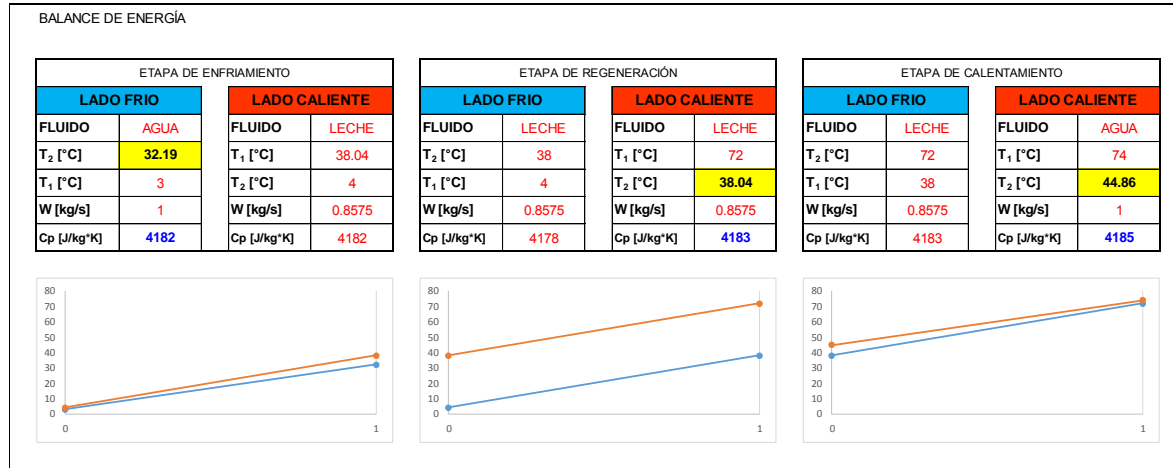 BALANCE DE ENERGÍA
ETAPA DE ENFRIAMIENTO
LADO FRIO LADO CALIENTE
FLUIDO AGUA FLUIDO LECHE
T₂ [°C] 32.19 T₁ [°C] 38.04
T₁ [°C] 3 T₂ [°C] 4
W [kg/s] 1 W [kg/s] 0.8575
Cp [J/kg*K] 4182 Cp [J/kg*K] 4182
ETAPA DE REGENERACIÓN
LADO FRIO LADO CALIENTE
FLUIDO LECHE FLUIDO LECHE
T₂ [°C] 38 T₁ [°C] 72
T₁ [°C] 4 T₂ [°C] 38.04
W [kg/s] 0.8575 W [kg/s] 0.8575
Cp [J/kg*K] 4178 Cp [J/kg*K] 4183
ETAPA DE CALENTAMIENTO
LADO FRIO LADO CALIENTE
FLUIDO LECHE FLUIDO AGUA
T₂ [°C] 72 T₁ [°C] 74
T₁ [°C] 38 T₂ [°C] 44.86
W [kg/s] 0.8575 W [kg/s] 1
Cp [J/kg*K] 4183 Cp [J/kg*K] 4185
80
70
60
50
40
30
20
10
0
0 1
80
70
60
50
40
30
20
10
0
0 1
80
70
60
50
40
30
20
10
0
0 1